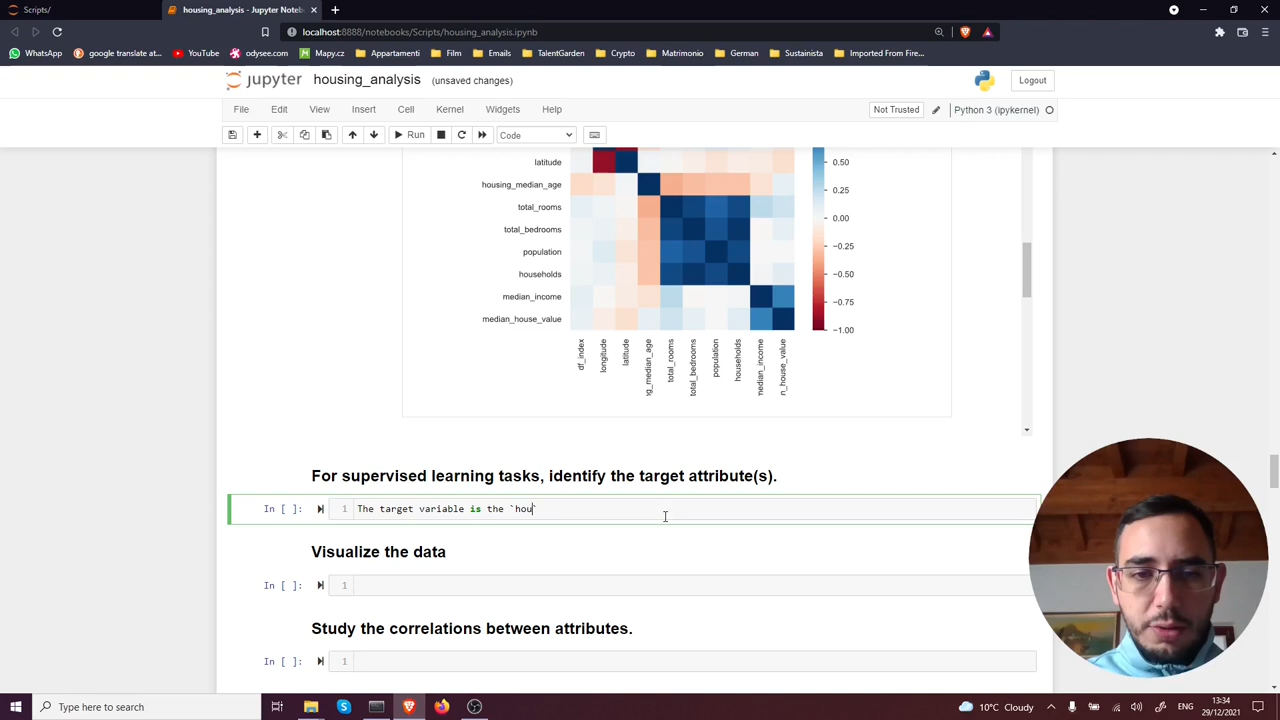 Scripts/
housing_analysis - Jupyter Noteb
localhost:8888/notebooks/Scripts/housing_analysis.ipynb
WhatsApp
google translate at...
YouTube
odysee.com
Mapy.cz
Appartamenti
Film
Emails
TalentGarden
Crypto
Matrimonio
German
Sustainista
Imported From Fire...
jupyter
housing_analysis
(unsaved changes)
Logout
File
Edit
View
Insert
Cell
Kernel
Widgets
Help
Not Trusted
Python 3 (ipykernel)
Run
Code
latitude
housing_median_age
total_rooms
total_bedrooms
population
households
median_income
median_house_value
0.50
0.25
0.00
−0.25
−0.50
−0.75
−1.00
df_index
longitude
latitude
g_median_age
total_rooms
total_bedrooms
population
households
median_income
n_house_value
For supervised learning tasks, identify the target attribute(s).
In [ ]:
1
The target variable is the `hou`
Visualize the data
In [ ]:
1
Study the correlations between attributes.
In [ ]:
1
Type here to search
10°C Cloudy
13:34
29/12/2021